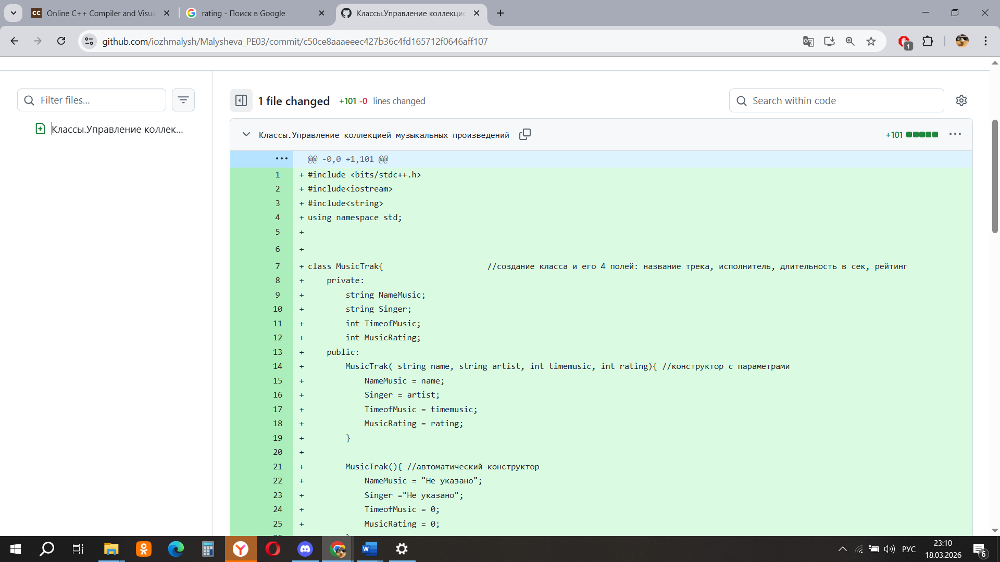 Online C++ Compiler and Visua
rating - Поиск в Google
Классы.Управление коллекцие
github.com/iozhmalysh/Malysheva_PE03/commit/c50ce8aaaeeec427b36c4fd165712f0646aff107
1
Filter files...
1 file changed +101 -0 lines changed
Search within code
Классы.Управление коллек...
Классы.Управление коллекцией музыкальных произведений
+101
@@ -0,0 +1,101 @@
1 + #include <bits/stdc++.h>
2 + #include<iostream>
3 + #include<string>
4 + using namespace std;
5 +
6 +
7 + class MusicTrak{ //создание класса и его 4 полей: название трека, исполнитель, длительность в сек, рейтинг
8 + private:
9 + string NameMusic;
10 + string Singer;
11 + int TimeofMusic;
12 + int MusicRating;
13 + public:
14 + MusicTrak( string name, string artist, int timemusic, int rating){ //конструктор с параметрами
15 + NameMusic = name;
16 + Singer = artist;
17 + TimeofMusic = timemusic;
18 + MusicRating = rating;
19 + }
20 +
21 + MusicTrak(){ //автоматический конструктор
22 + NameMusic = "Не указано";
23 + Singer ="Не указано";
24 + TimeofMusic = 0;
25 + MusicRating = 0;
РУС
23:10
18.03.2026
6